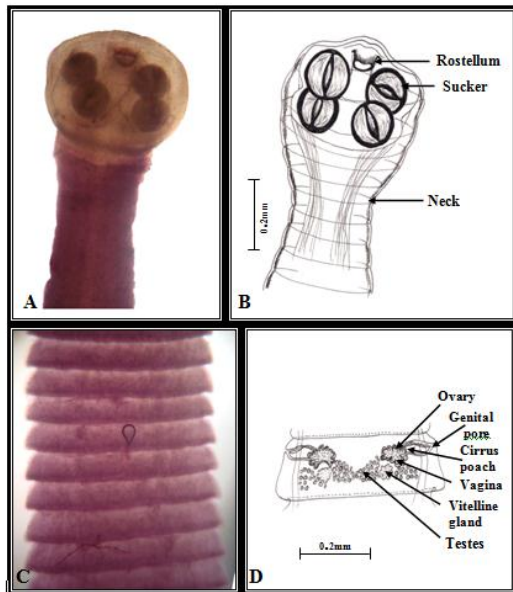 A
B
Rostellum
Sucker
Neck
0.2mm
C
D
Ovary
Genital
pore
Cirrus
poach
Vagina
Vitelline
gland
Testes
0.2mm